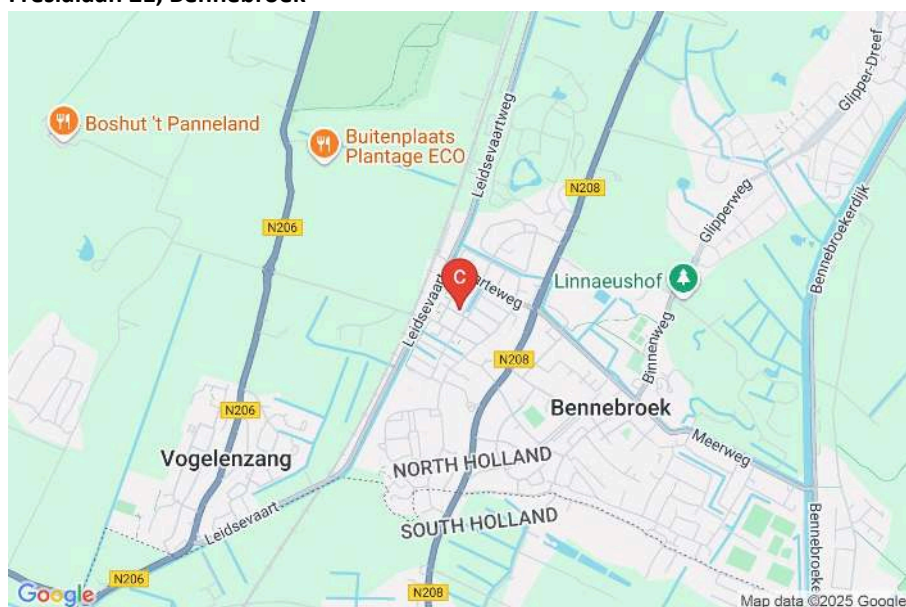 Boshut 't Panneland
Buitenplaats
Plantage ECO
Leidsevaartweg
Glipper-Dreef
N208
N206
Glipperweg
Bennebroekerdijk
Linnaeushof
C
Leidsevaart
Binnenweg
N208
N206
Bennebroek
Vogelenzang
Meerweg
NORTH HOLLAND
SOUTH HOLLAND
Leidsevaart
N206
N208
Google
Map data ©2025 Google